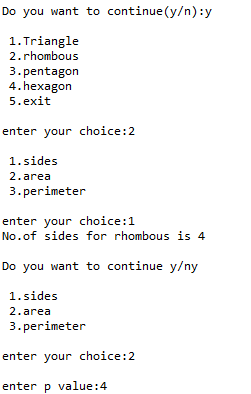 Do you want to continue(y/n):y
1.Triangle
2.rhombous
3.pentagon
4.hexagon
5.exit
enter your choice:2
1.sides
2.area
3.perimeter
enter your choice:1
No.of sides for rhombous is 4
Do you want to continue y/ny
1.sides
2.area
3.perimeter
enter your choice:2
enter p value:4